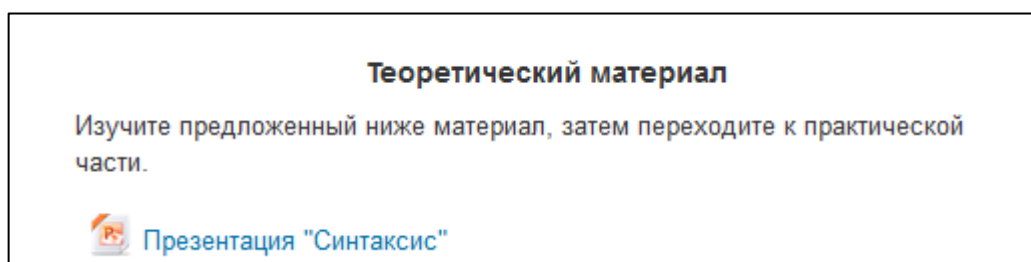 Теоретический материал
Изучите предложенный ниже материал, затем переходите к практической
части.
Презентация "Синтаксис"